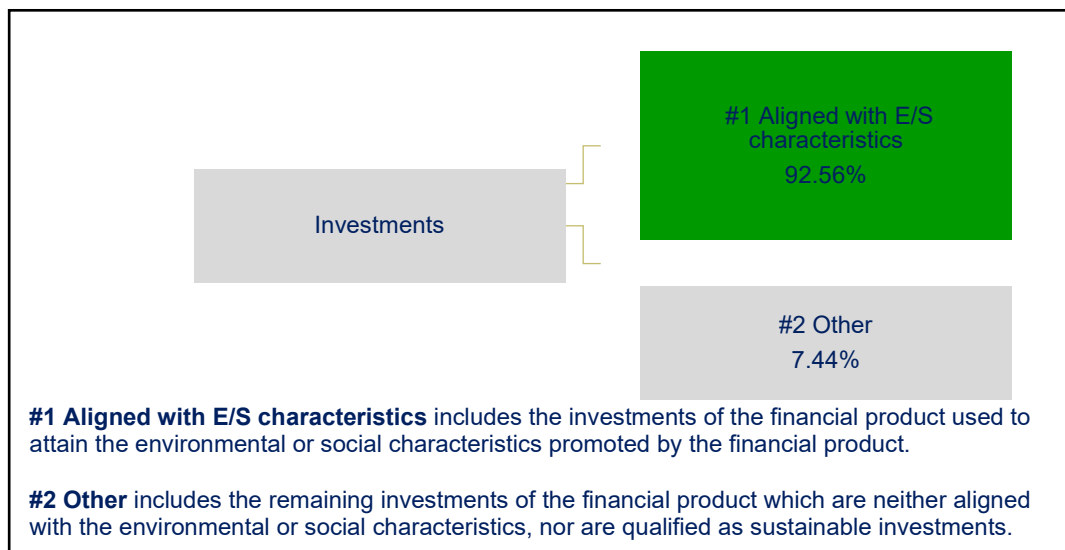 #1 Aligned with E/S
characteristics
92.56%
Investments
#2 Other
7.44%
#1 Aligned with E/S characteristics includes the investments of the financial product used to
attain the environmental or social characteristics promoted by the financial product.
#2 Other includes the remaining investments of the financial product which are neither aligned
with the environmental or social characteristics, nor are qualified as sustainable investments.